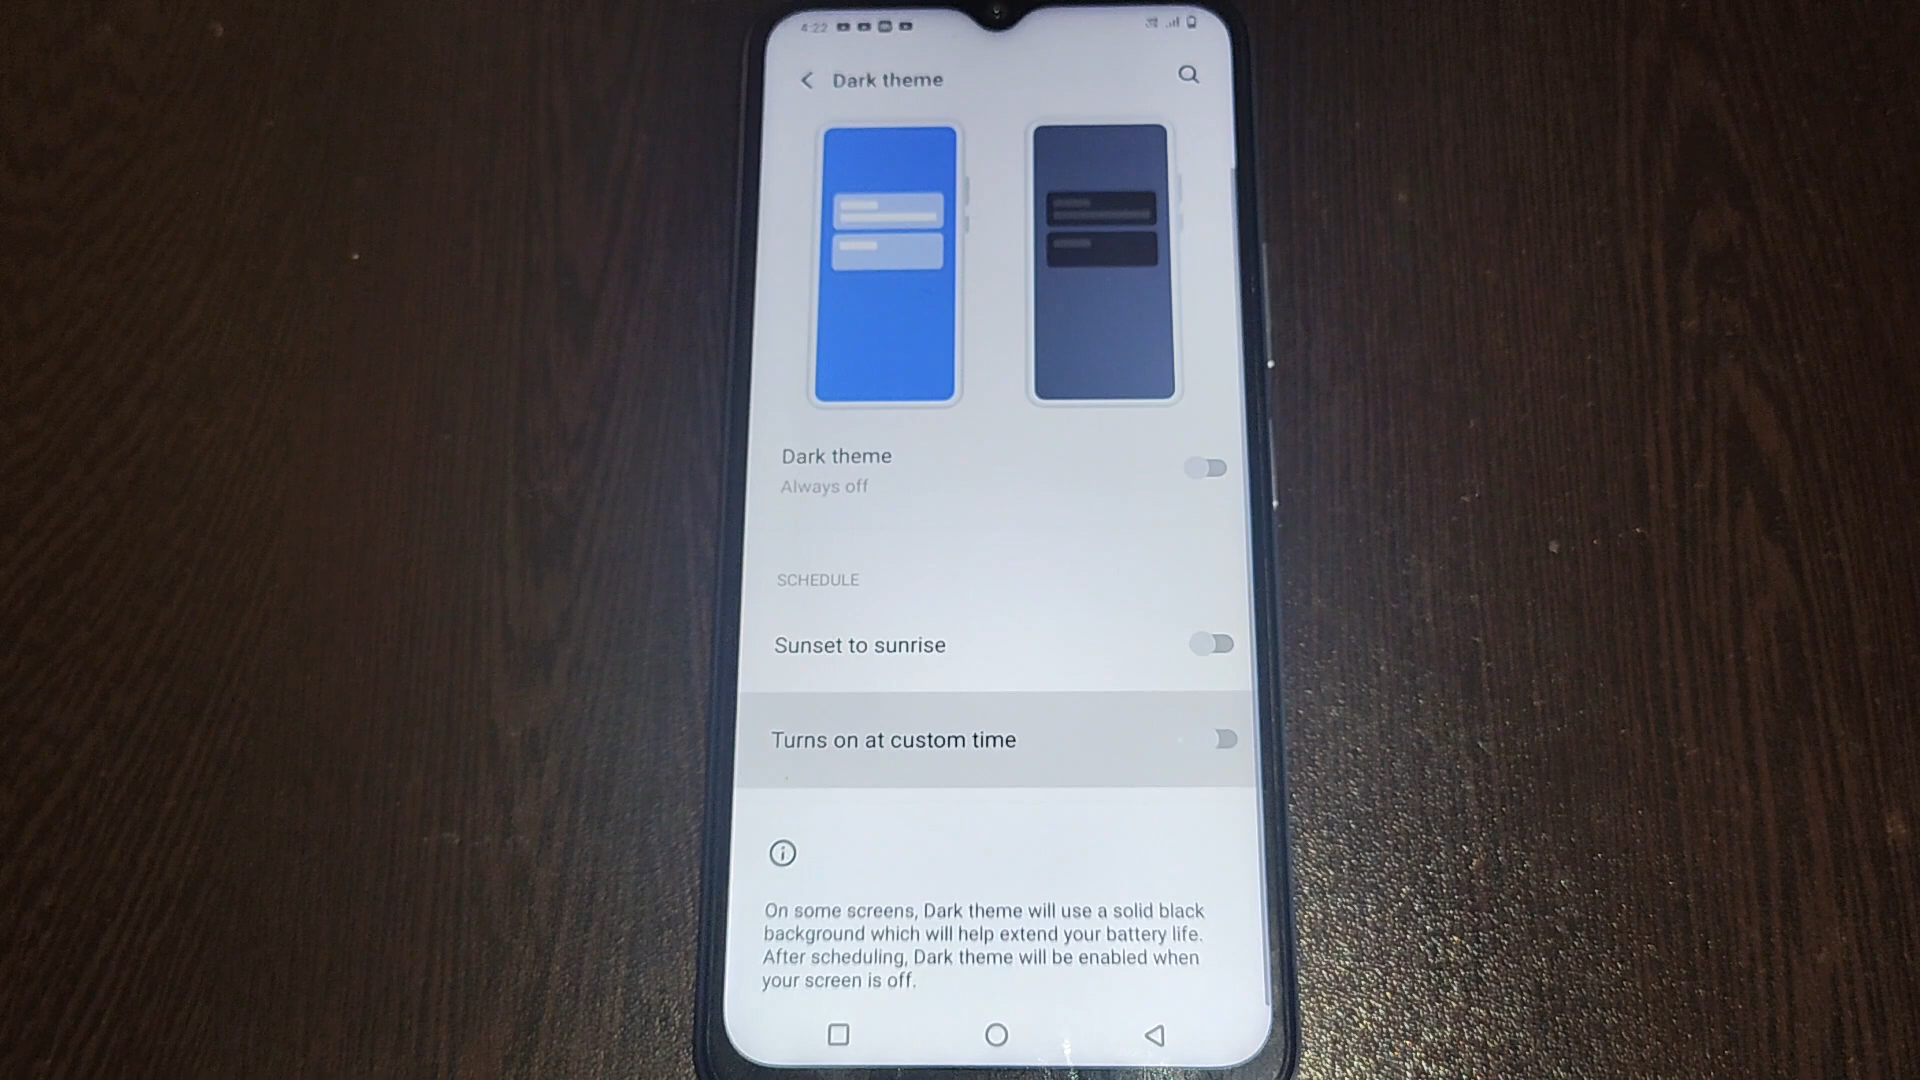 4:22
Dark theme
Dark theme
Always off
SCHEDULE
Sunset to sunrise
Turns on at custom time
On some screens, Dark theme will use a solid black
background which will help extend your battery life.
After scheduling, Dark theme will be enabled when
your screen is off.